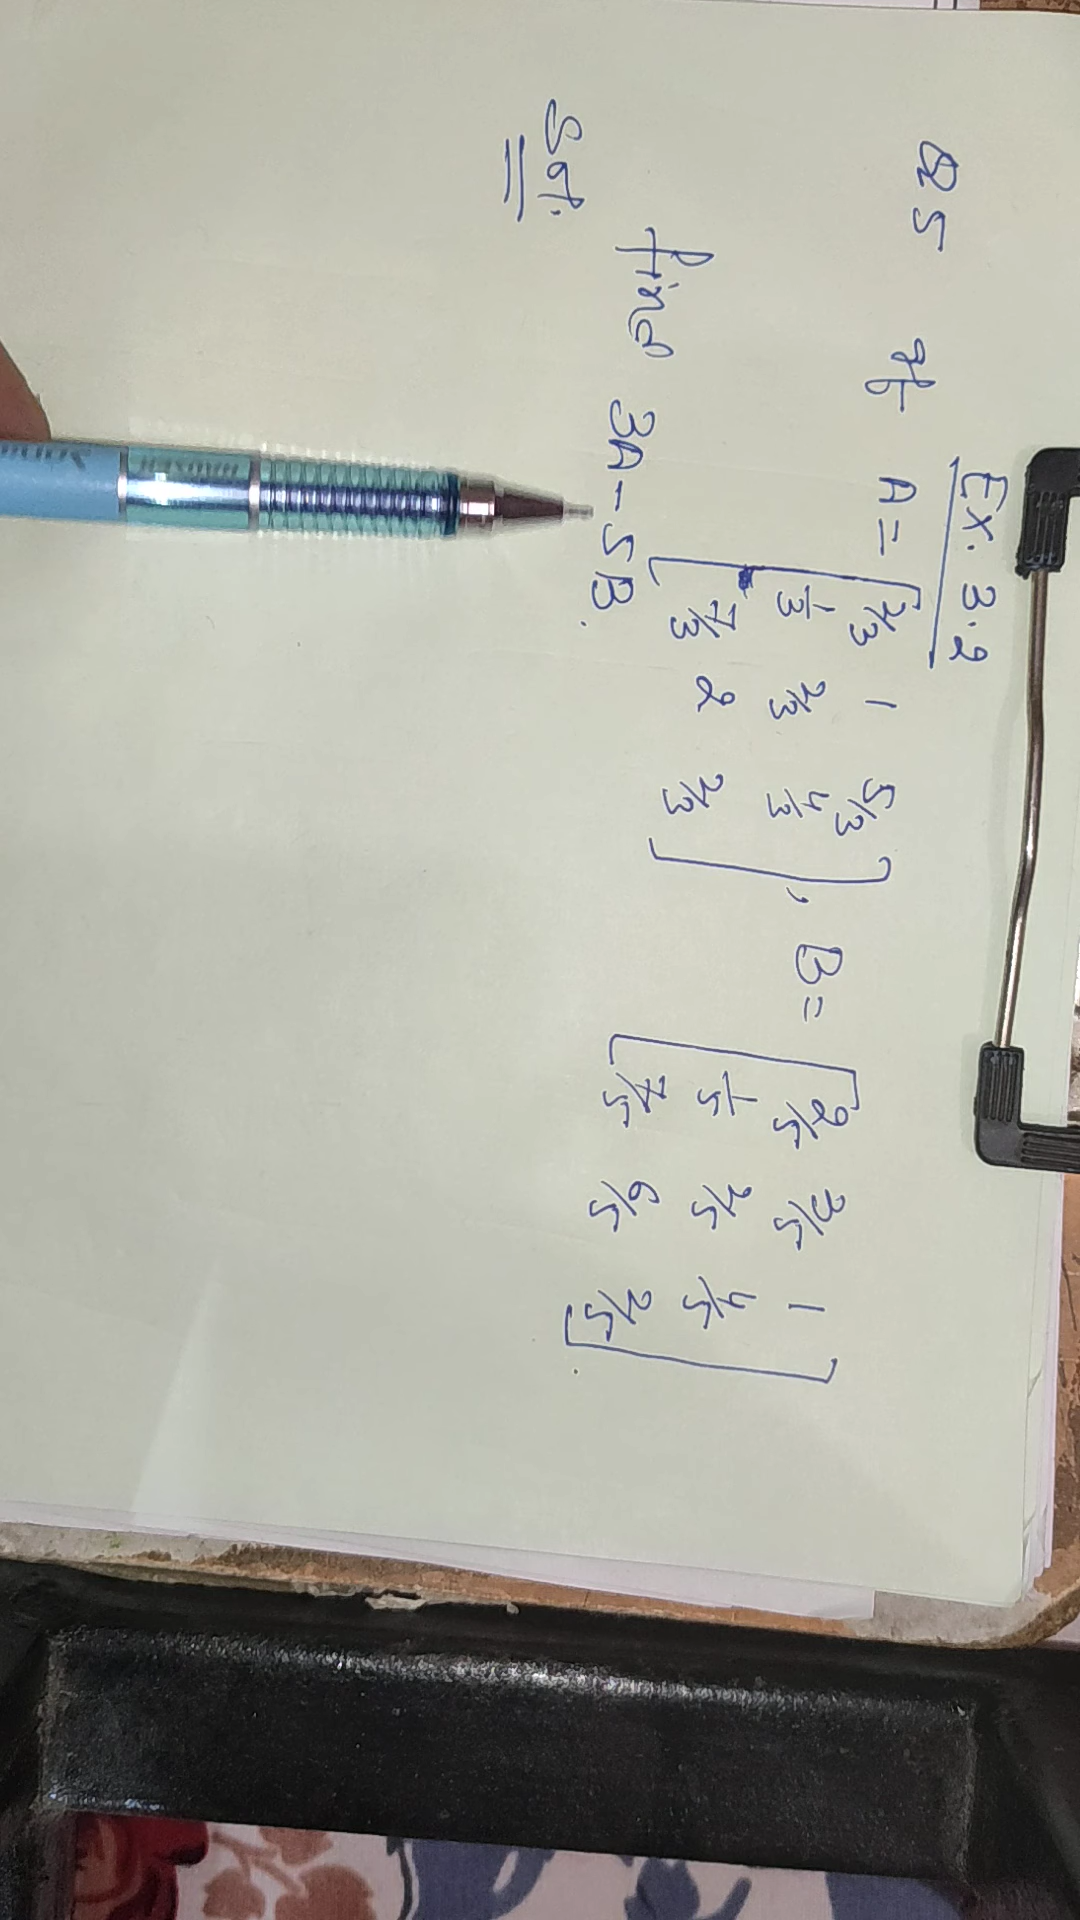 Ex. 3.2
Q5 If A = [2/3 1 5/3
1/3 2/3 4/3
7/3 2 2/3], B = [2/5 3/5 1
1/5 2/5 4/5
7/5 6/5 2/5].
find 3A-5B.
Sol.